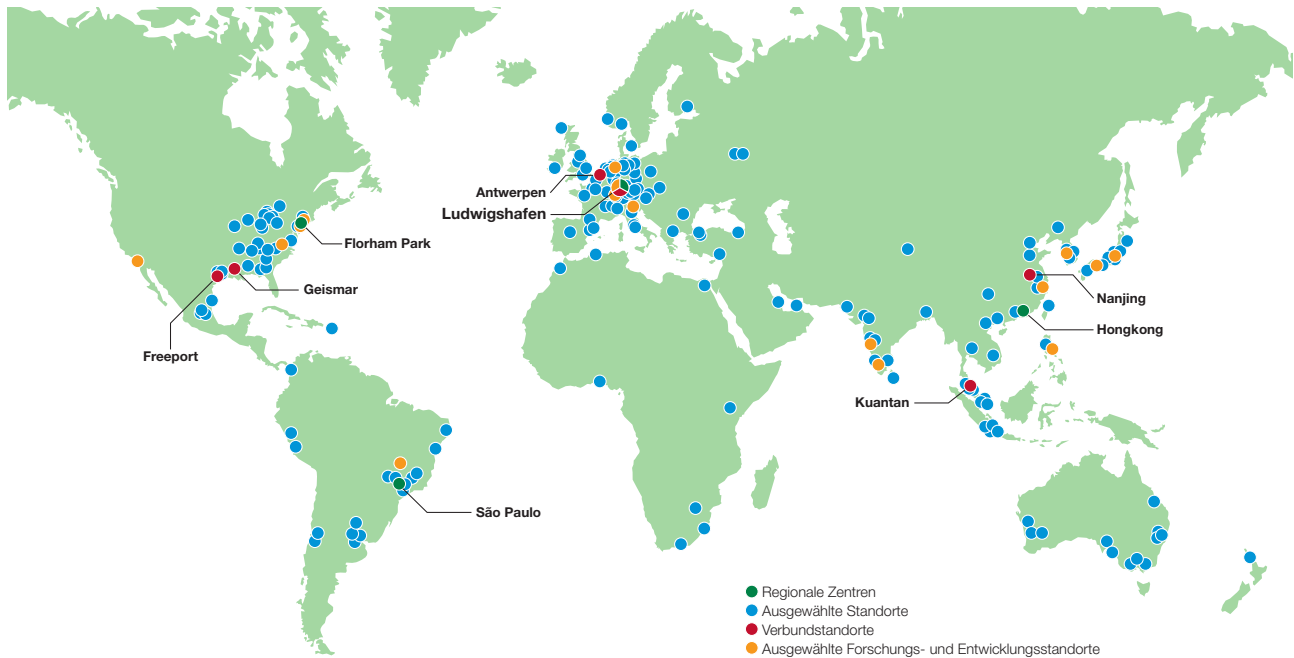 Antwerpen
Ludwigshafen
Florham Park
Geismar
Freeport
Nanjing
Hongkong
Kuantan
São Paulo
Regionale Zentren
Ausgewählte Standorte
Verbundstandorte
Ausgewählte Forschungs- und Entwicklungsstandorte